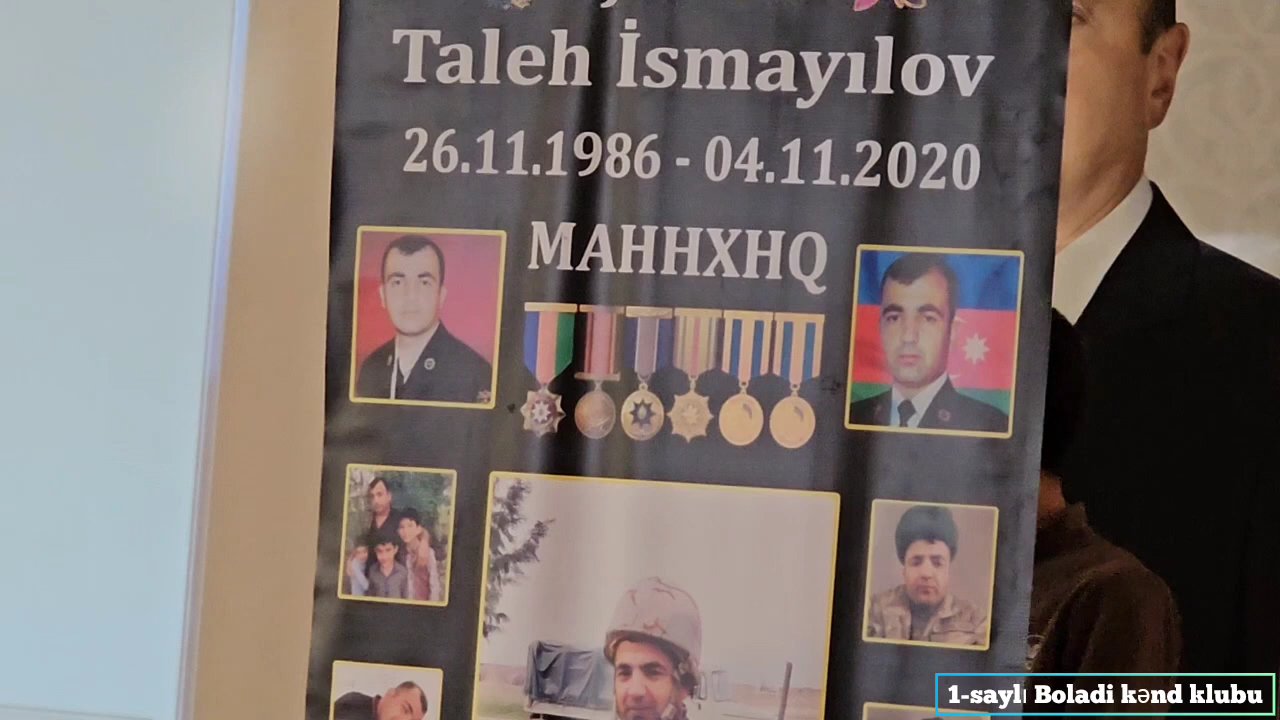 Taleh İsmayılov
26.11.1986 - 04.11.2020
MAHHXHQ
1-saylı Boladi kənd klubu